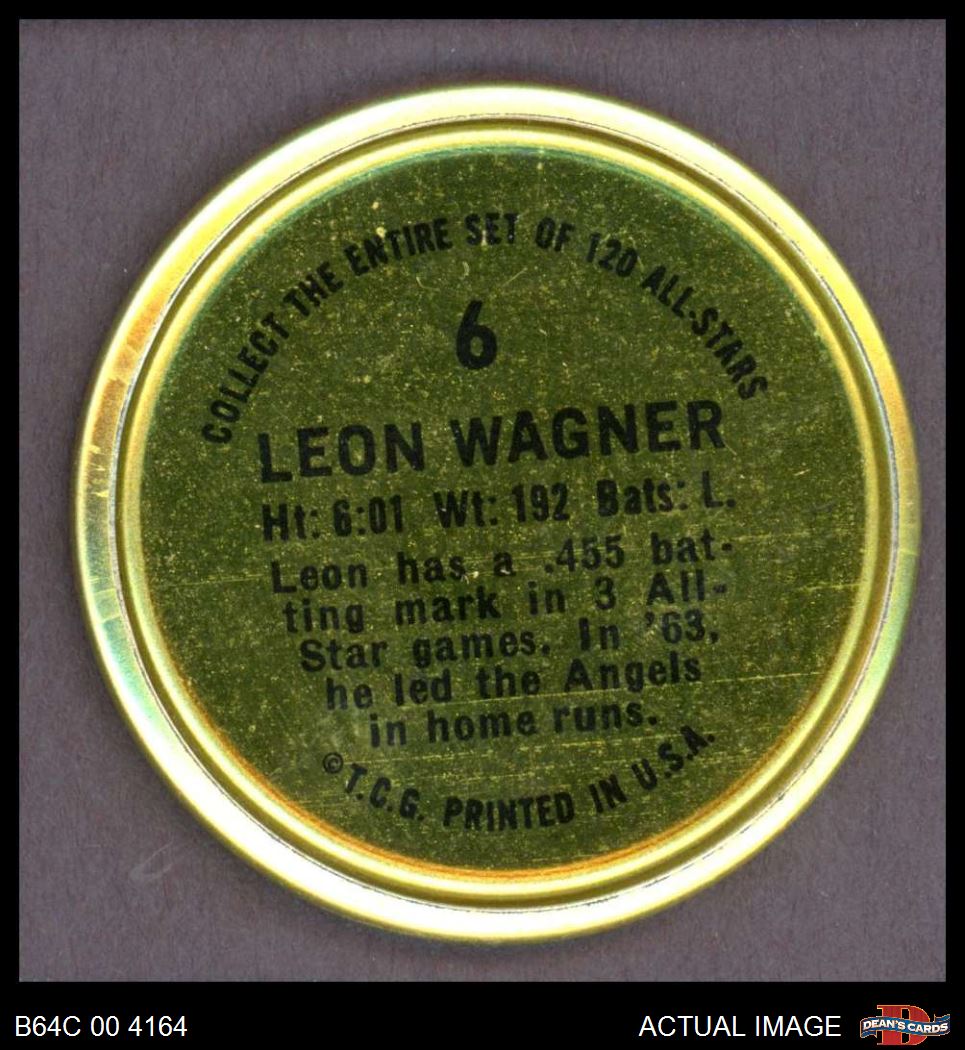 COLLECT THE ENTIRE SET OF 120 ALL-STARS
6
LEON WAGNER
Ht: 6:01 Wt: 192 Bats: L.
Leon has a .455 bat-
ting mark in 3 All-
Star games. In '63,
he led the Angels
in home runs.
© T.C.G. PRINTED IN U.S.A.
B64C 00 4164
ACTUAL IMAGE
D
DEAN'S CARDS